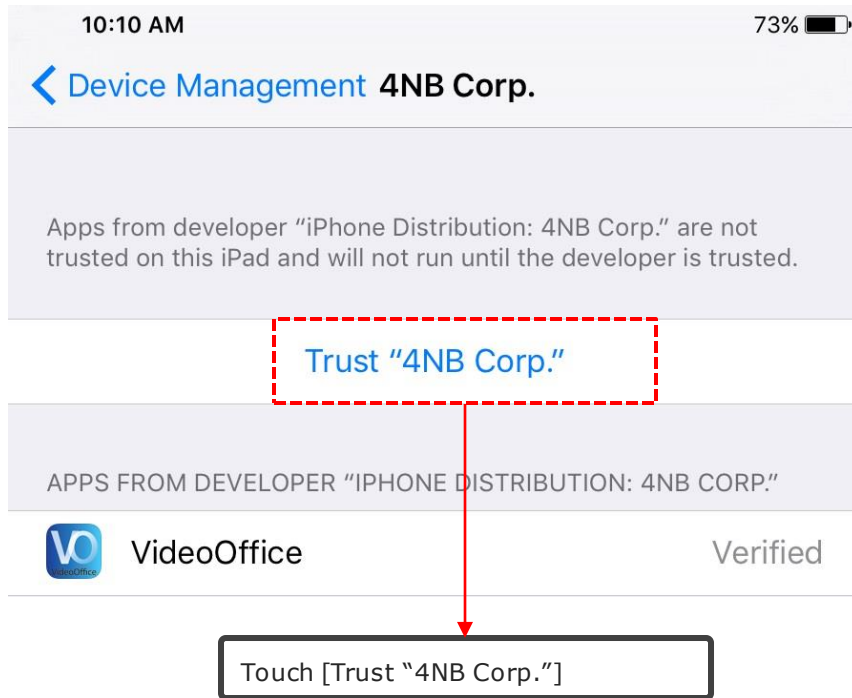 10:10 AM 73%
Device Management 4NB Corp.
Apps from developer “iPhone Distribution: 4NB Corp.” are not
trusted on this iPad and will not run until the developer is trusted.
Trust “4NB Corp.”
APPS FROM DEVELOPER “IPHONE DISTRIBUTION: 4NB CORP.”
VO
VideoOffice
VideoOffice Verified
Touch [Trust “4NB Corp.”]